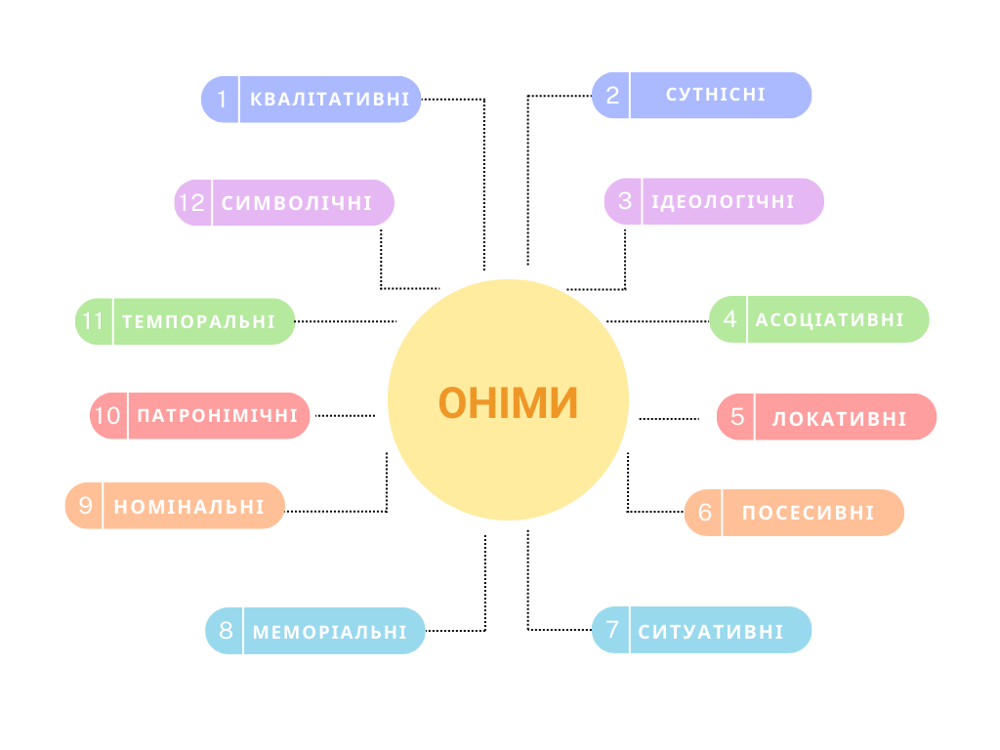 1 КВАЛІТАТИВНІ
2 СУТНІСНІ
12 СИМВОЛІЧНІ
3 ІДЕОЛОГІЧНІ
11 ТЕМПОРАЛЬНІ
4 АСОЦІАТИВНІ
ОНІМИ
10 ПАТРОНІМІЧНІ
5 ЛОКАТИВНІ
9 НОМІНАЛЬНІ
6 ПОСЕСИВНІ
8 МЕМОРІАЛЬНІ
7 СИТУАТИВНІ